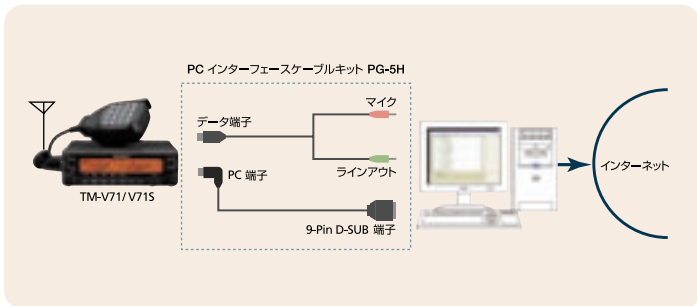 PC インターフェースケーブルキット PG-5H
マイク
データ端子
ラインアウト
PC 端子
インターネット
TM-V71/V71S
9-Pin D-SUB 端子